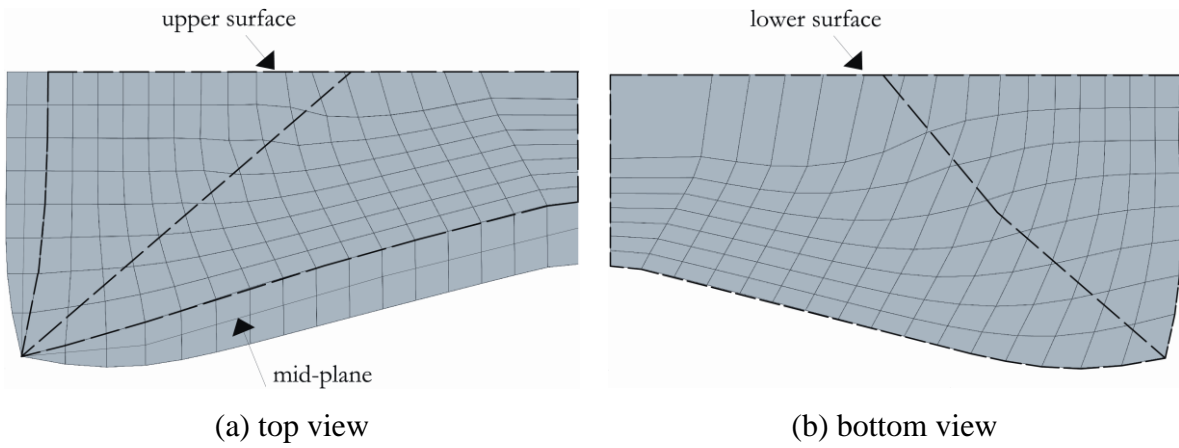 upper surface
lower surface
mid-plane
(a) top view
(b) bottom view